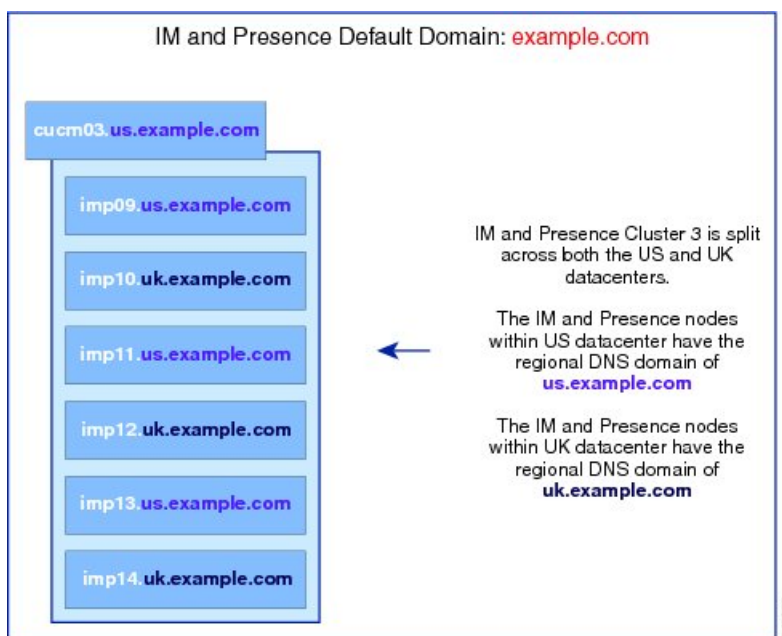 IM and Presence Default Domain: example.com
cucm03.us.example.com
imp09.us.example.com
imp10.uk.example.com
imp11.us.example.com
imp12.uk.example.com
imp13.us.example.com
imp14.uk.example.com
IM and Presence Cluster 3 is split
across both the US and UK
datacenters.
The IM and Presence nodes
within US datacenter have the
regional DNS domain of
us.example.com
The IM and Presence nodes
within UK datacenter have the
regional DNS domain of
uk.example.com